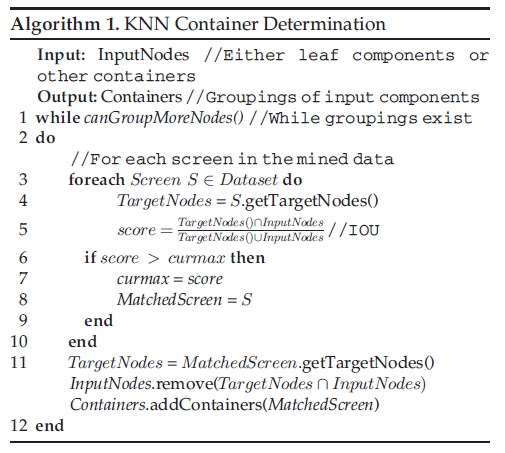 Algorithm 1. KNN Container Determination
Input: InputNodes //Either leaf components or
other containers
Output: Containers //Groupings of input components
1 while canGroupMoreNodes() //While groupings exist
2 do
//For each screen in the mined data
3 foreach Screen S ∈ Dataset do
4 TargetNodes = S.getTargetNodes()
5 score = TargetNodes()∩InputNodes / TargetNodes()∪InputNodes //IOU
6 if score > curmax then
7 curmax = score
8 MatchedScreen = S
9 end
10 end
11 TargetNodes = MatchedScreen.getTargetNodes()
InputNodes.remove(TargetNodes ∩ InputNodes)
Containers.addContainers(MatchedScreen)
12 end